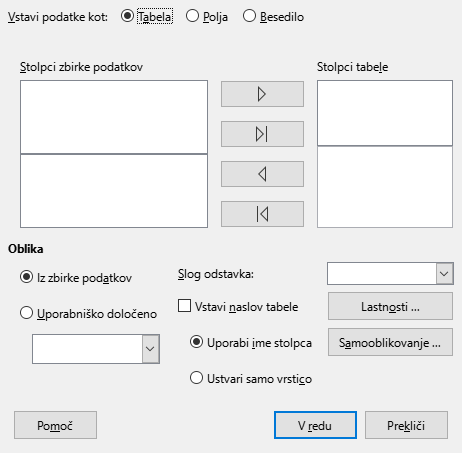 Vstavi podatke kot: Tabela Polja Besedilo
Stolpci zbirke podatkov Stolpci tabele
Oblika
Iz zbirke podatkov Slog odstavka:
Uporabniško določeno Vstavi naslov tabele Lastnosti ...
Uporabi ime stolpca Samooblikovanje ...
Ustvari samo vrstico
Pomoč V redu Prekliči